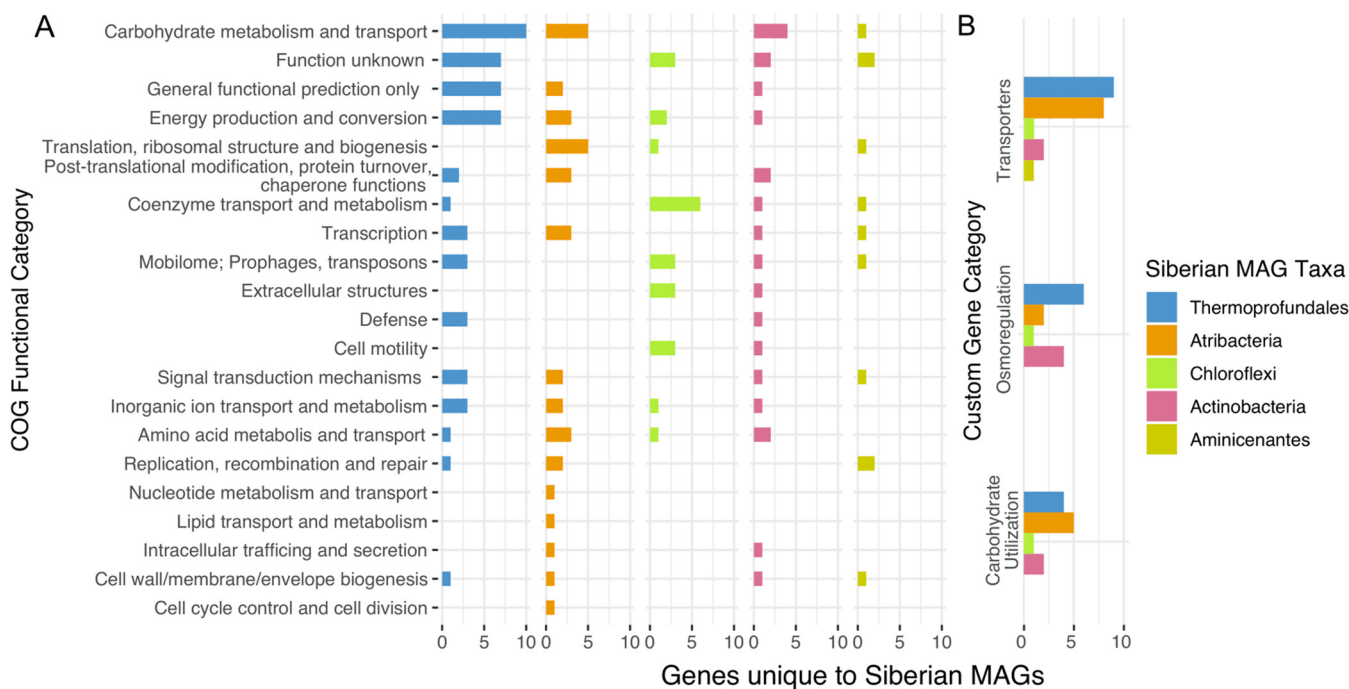 A
COG Functional Category
Carbohydrate metabolism and transport
Function unknown
General functional prediction only
Energy production and conversion
Translation, ribosomal structure and biogenesis
Post-translational modification, protein turnover,
chaperone functions
Coenzyme transport and metabolism
Transcription
Mobilome; Prophages, transposons
Extracellular structures
Defense
Cell motility
Signal transduction mechanisms
Inorganic ion transport and metabolism
Amino acid metabolis and transport
Replication, recombination and repair
Nucleotide metabolism and transport
Lipid transport and metabolism
Intracellular trafficing and secretion
Cell wall/membrane/envelope biogenesis
Cell cycle control and cell division
0 5 10 0 5 10 0 5 10 0 5 10 0 5 10
Genes unique to Siberian MAGs
B
Custom Gene Category
Transporters
Osmoregulation
Carbohydrate
Utilization
0 5 10
Siberian MAG Taxa
Thermoprofundales
Atribacteria
Chloroflexi
Actinobacteria
Aminicenantes